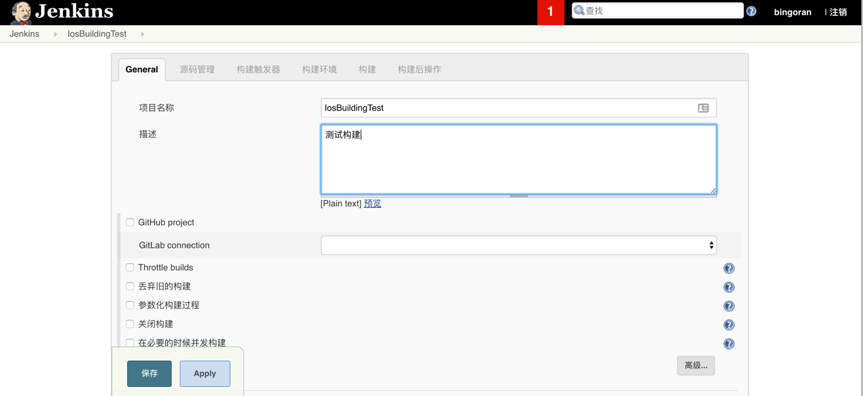 Jenkins
1
查找
bingoran
注销
Jenkins
IosBuildingTest
General
源码管理
构建触发器
构建环境
构建
构建后操作
项目名称
IosBuildingTest
描述
测试构建
[Plain text] 预览
GitHub project
GitLab connection
Throttle builds
丢弃旧的构建
参数化构建过程
关闭构建
在必要的时候并发构建
高级...
保存
Apply